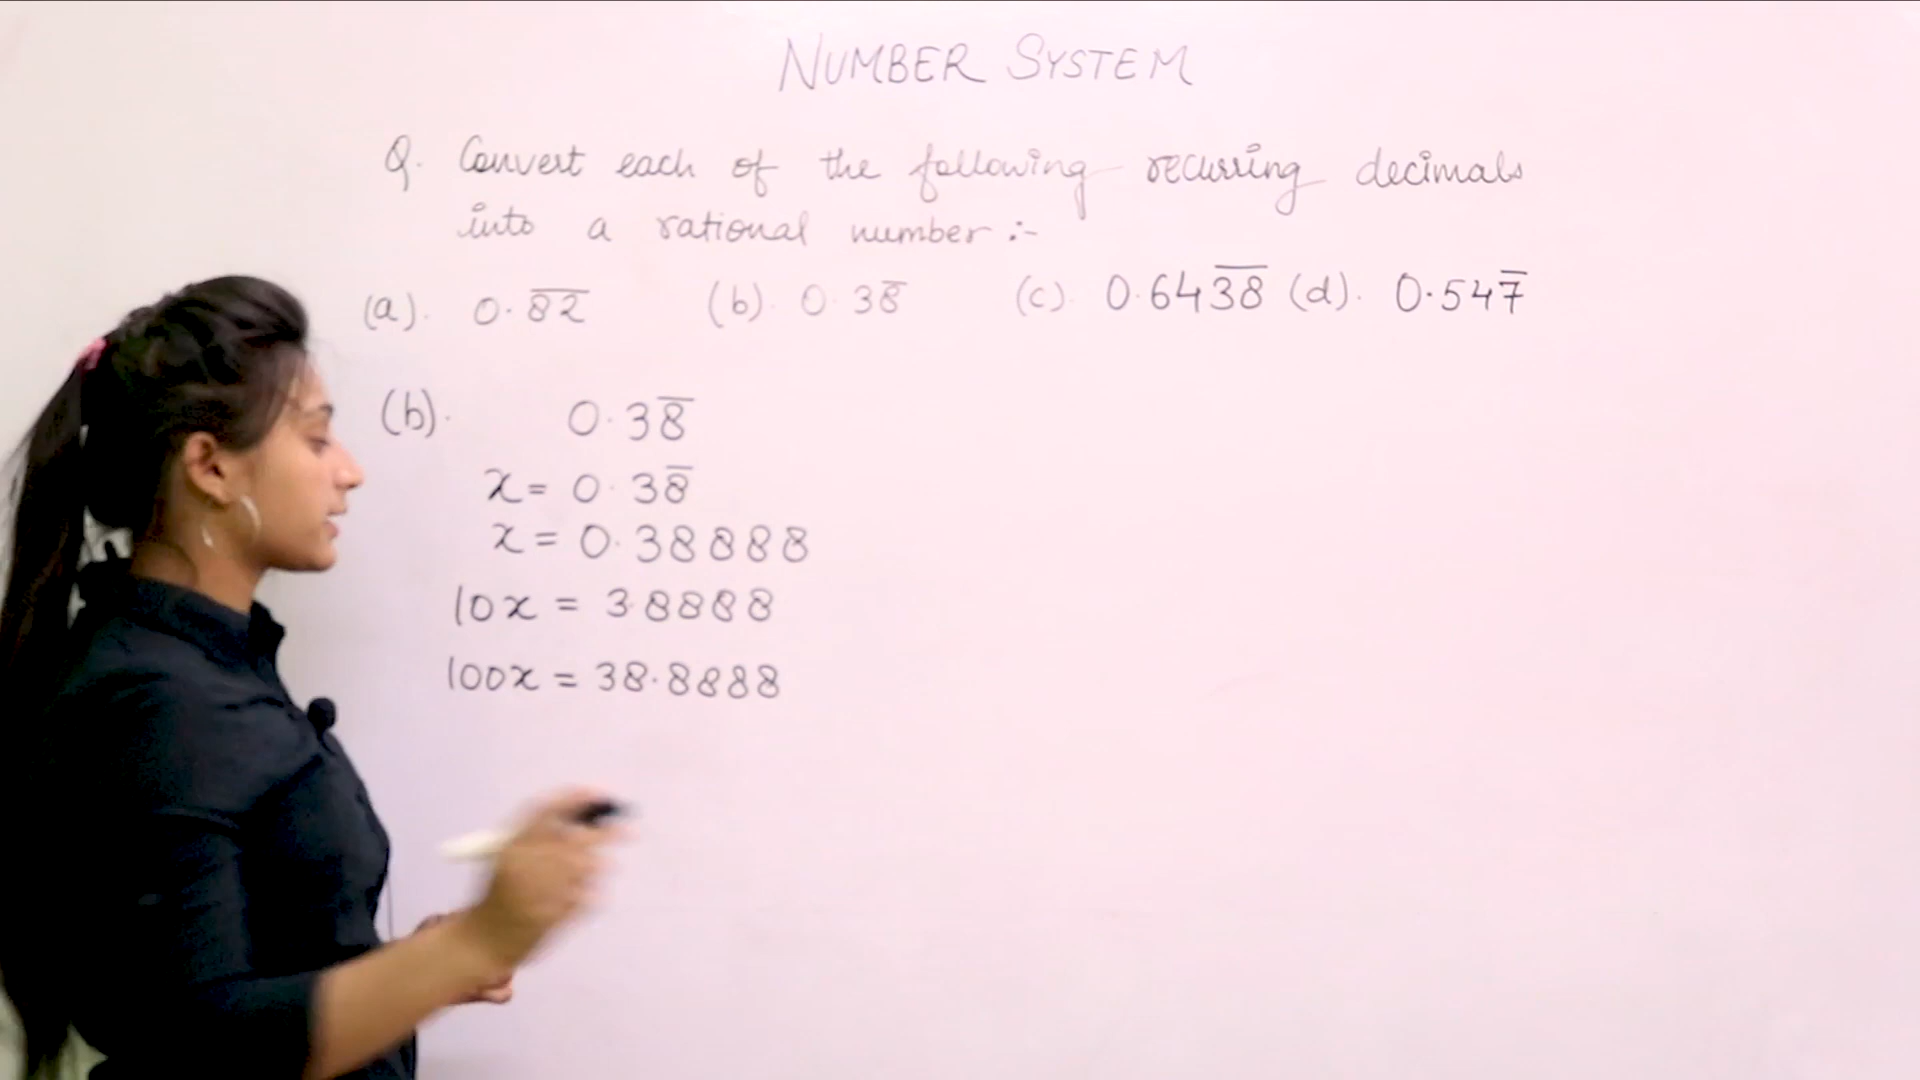 NUMBER SYSTEM
Q. Convert each of the following recurring decimals
into a rational number :-
(a). 0.8̅2̅ (b). 0.38̅ (c). 0.643̅8̅ (d). 0.547̅
(b). 0.38̅
x = 0.38̅
x = 0.38888
10x = 3.8888
100x = 38.8888